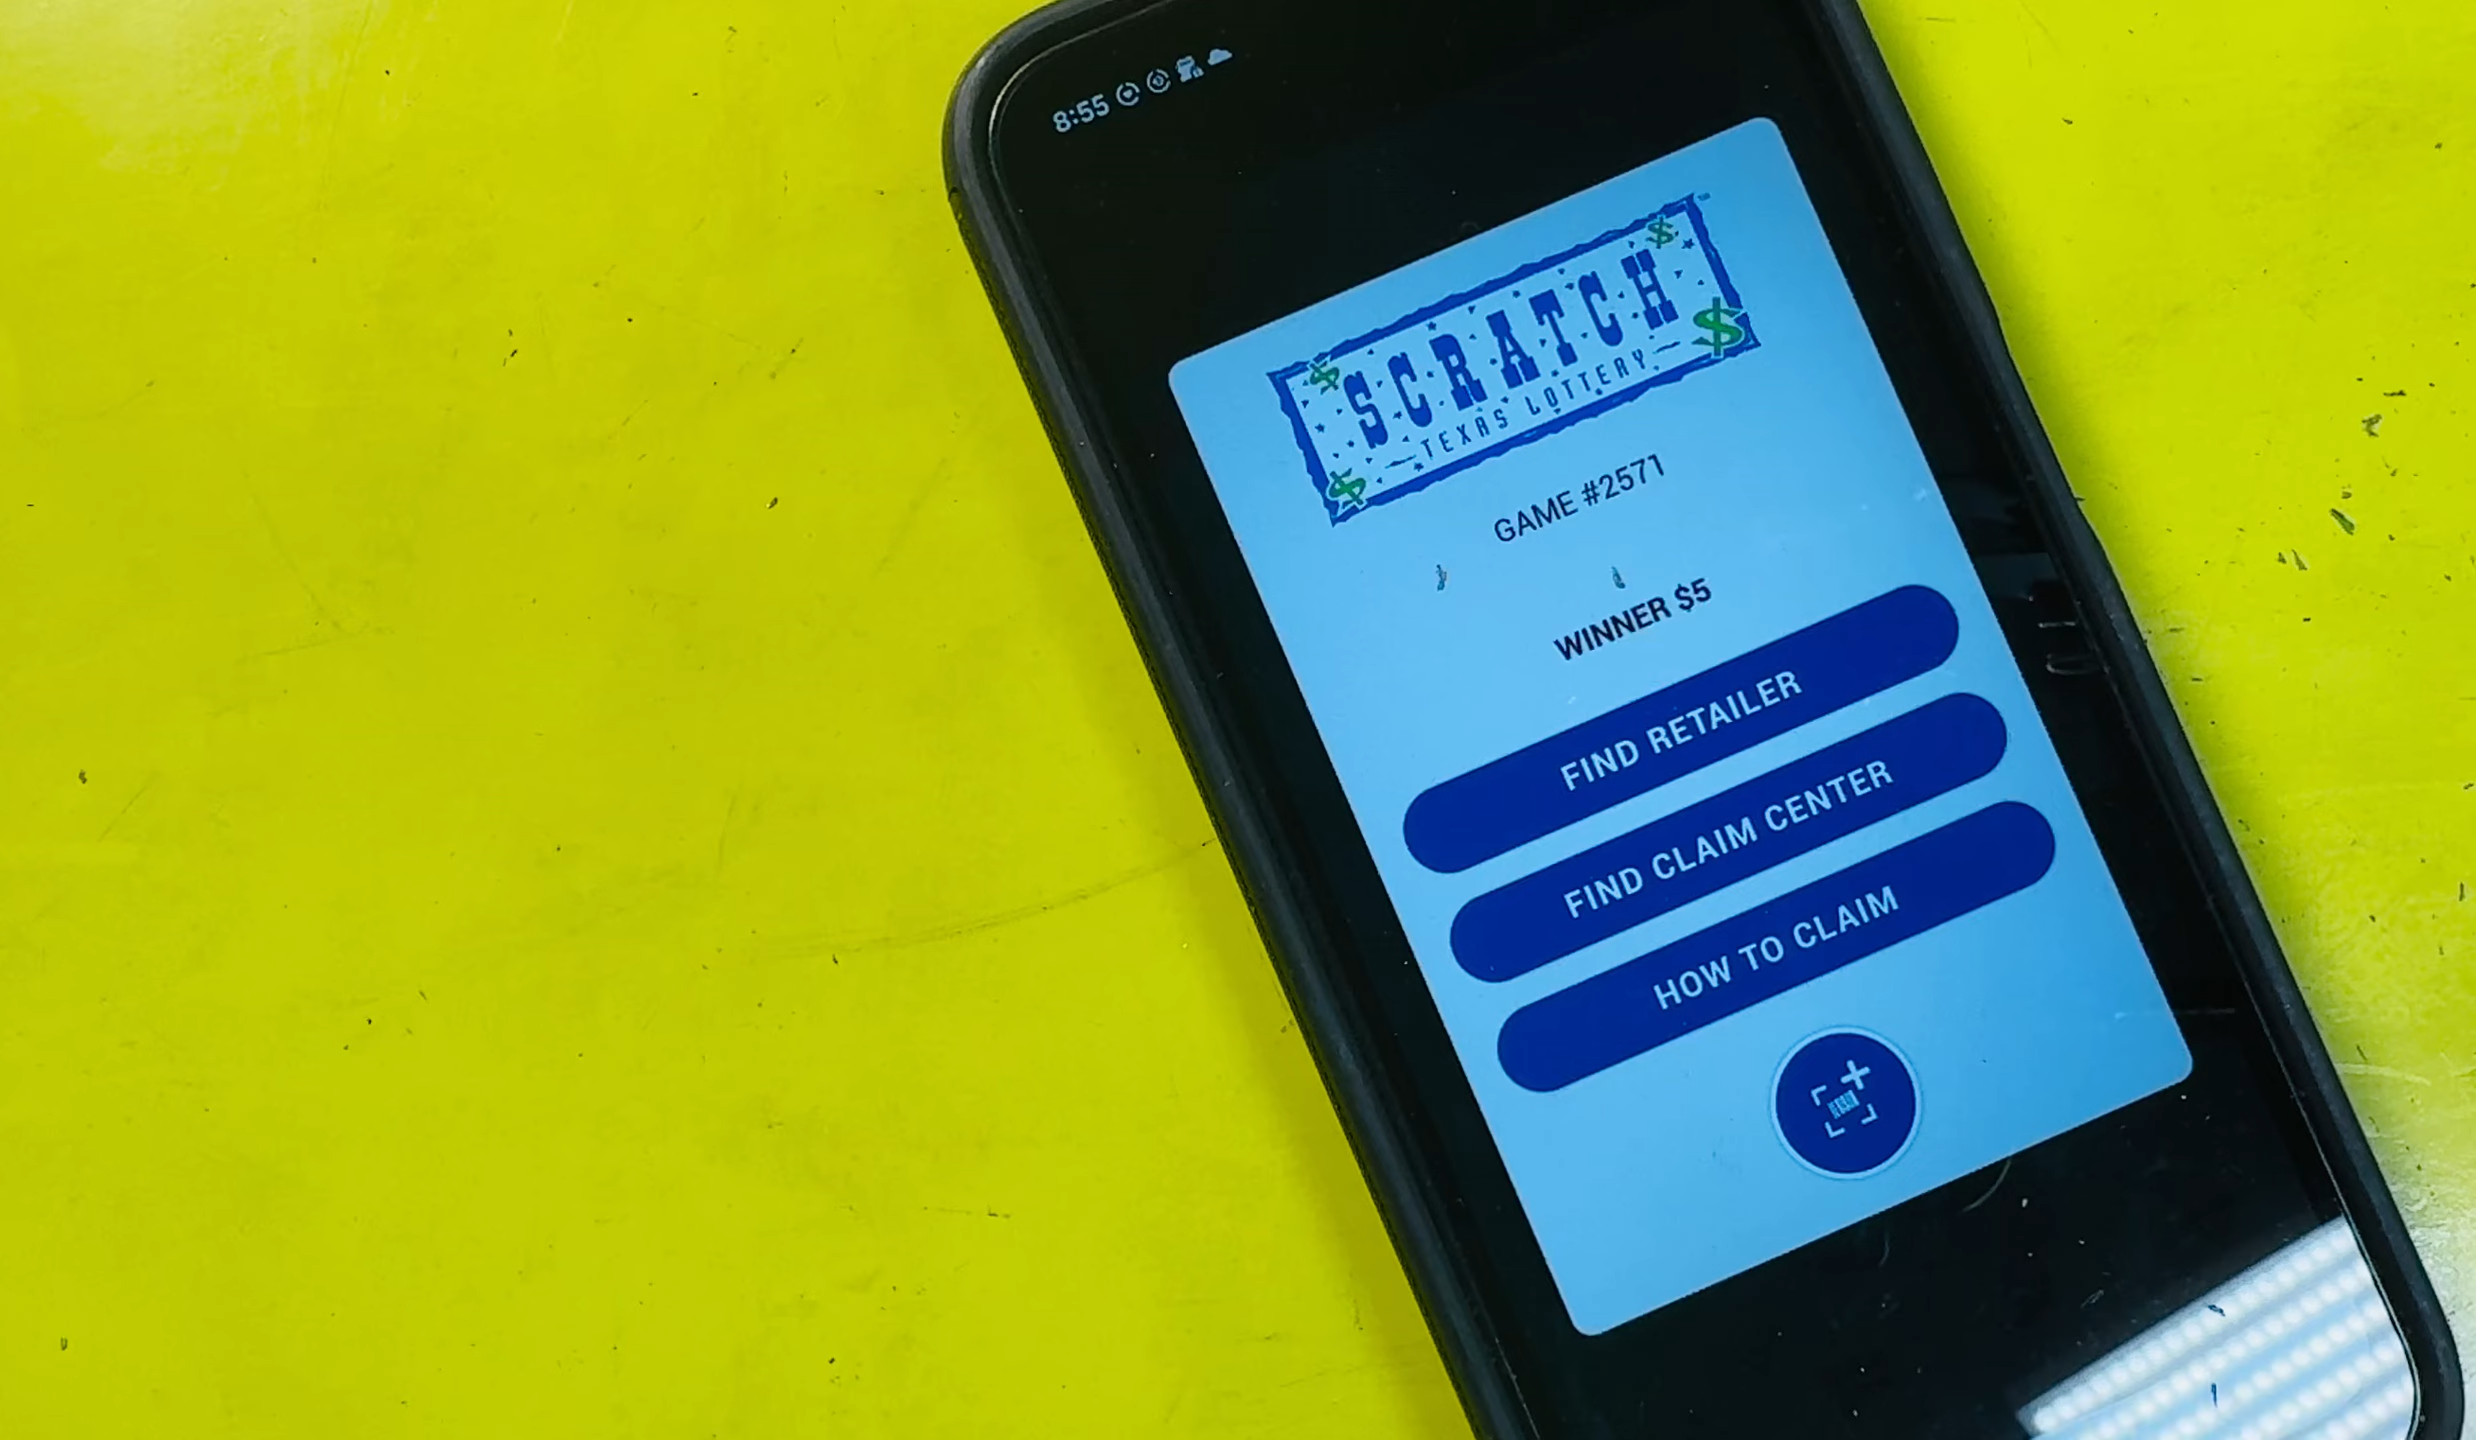 8:55
SCRATCH
TEXAS LOTTERY
GAME #2571
WINNER $5
FIND RETAILER
FIND CLAIM CENTER
HOW TO CLAIM